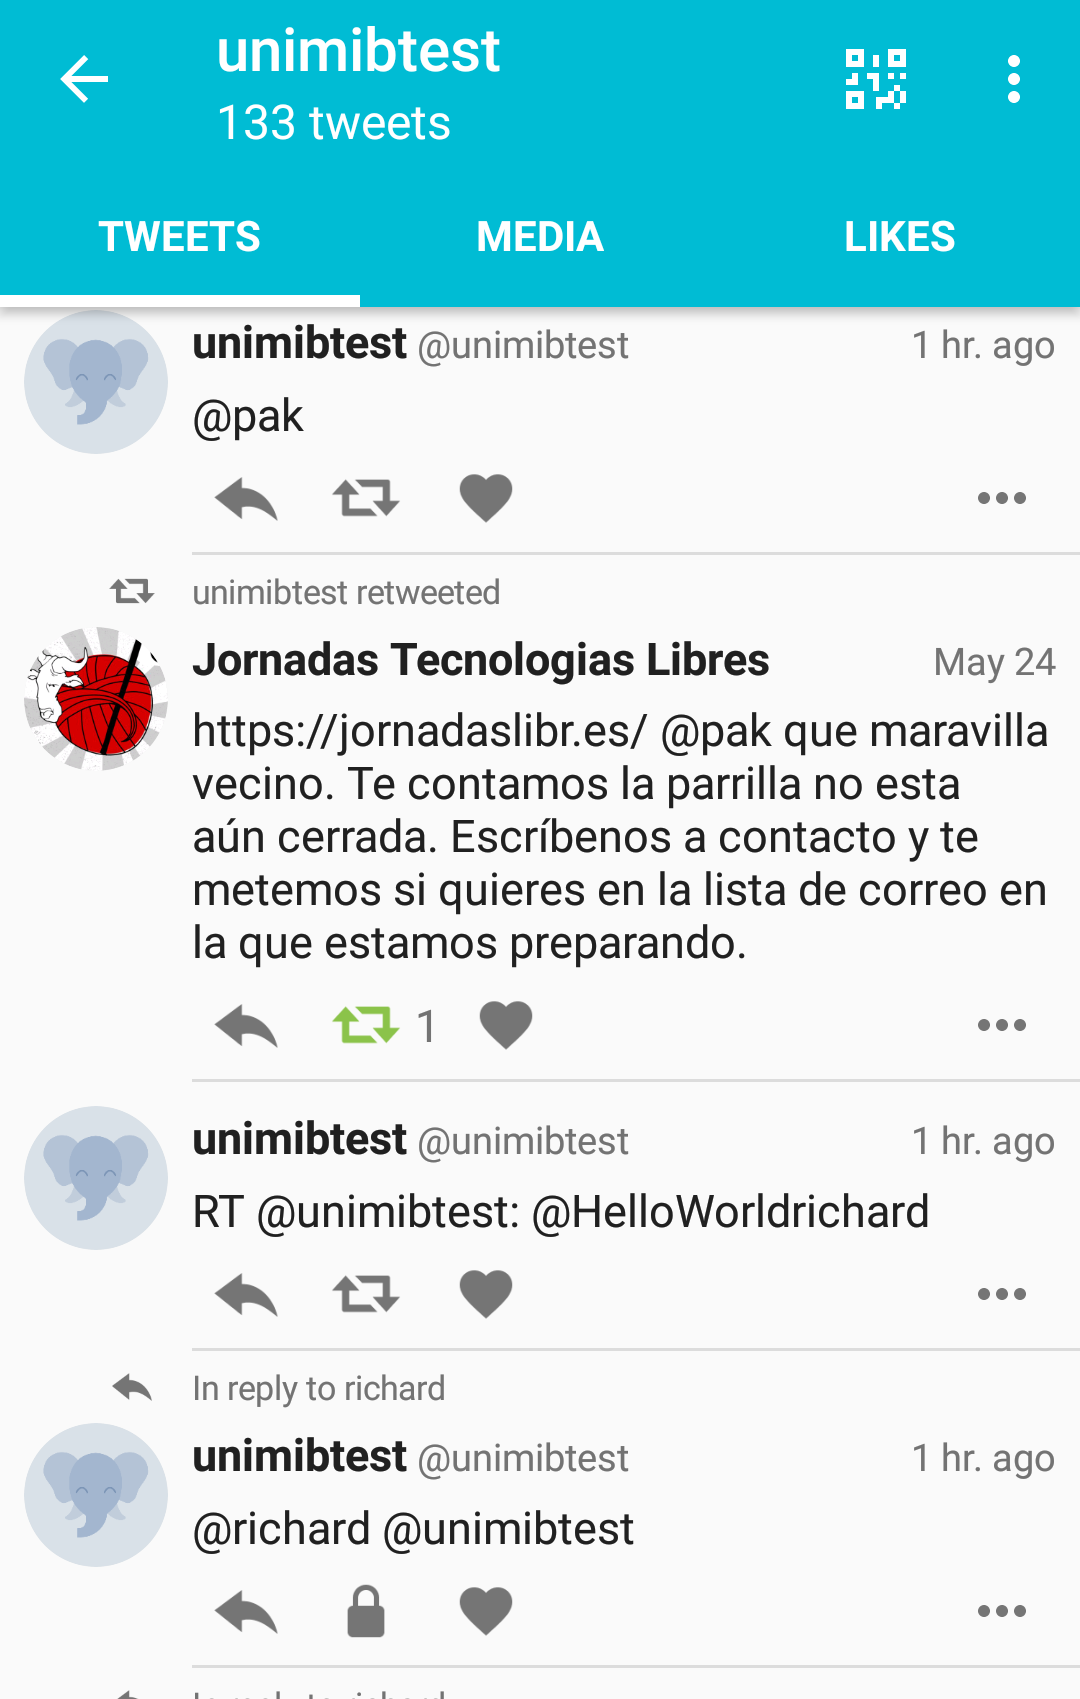 unimibtest
133 tweets
TWEETS MEDIA LIKES
unimibtest @unimibtest 1 hr. ago
@pak
unimibtest retweeted
Jornadas Tecnologias Libres May 24
https://jornadaslibr.es/ @pak que maravilla
vecino. Te contamos la parrilla no esta
aún cerrada. Escríbenos a contacto y te
metemos si quieres en la lista de correo en
la que estamos preparando.
1
unimibtest @unimibtest 1 hr. ago
RT @unimibtest: @HelloWorldrichard
In reply to richard
unimibtest @unimibtest 1 hr. ago
@richard @unimibtest